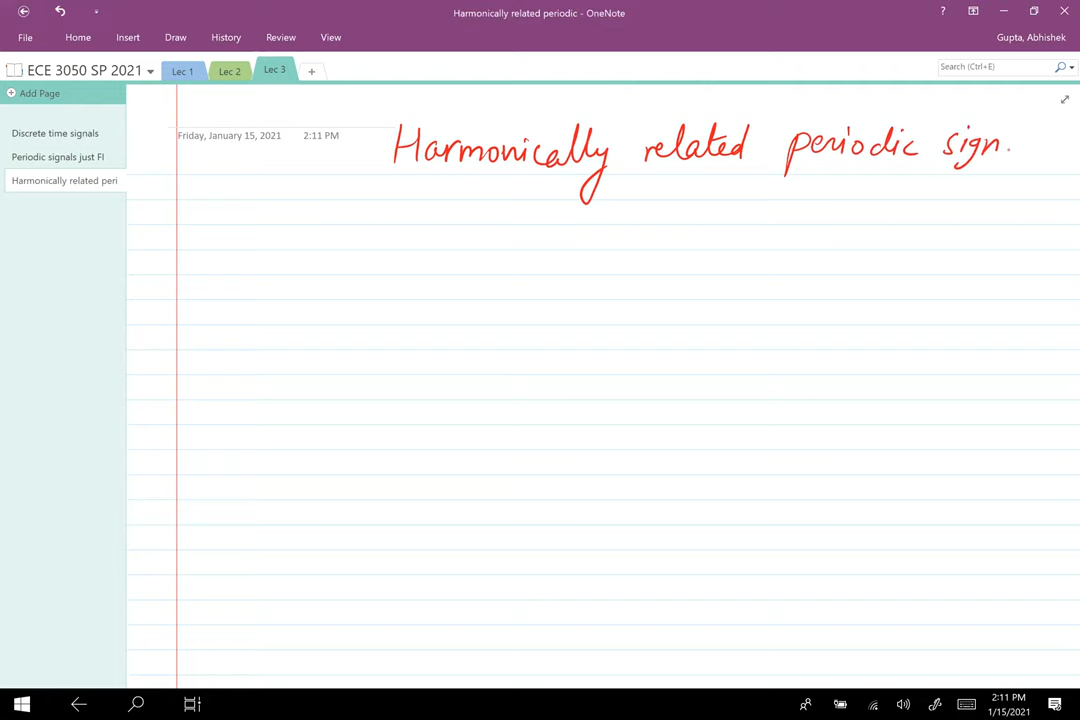 Harmonically related periodic - OneNote
?
File Home Insert Draw History Review View
Gupta, Abhishek
ECE 3050 SP 2021 Lec 1 Lec 2 Lec 3 +
Search (Ctrl+E)
Add Page
Discrete time signals
Periodic signals just FI
Harmonically related peri
Friday, January 15, 2021 2:11 PM
Harmonically related periodic sign
2:11 PM
1/15/2021